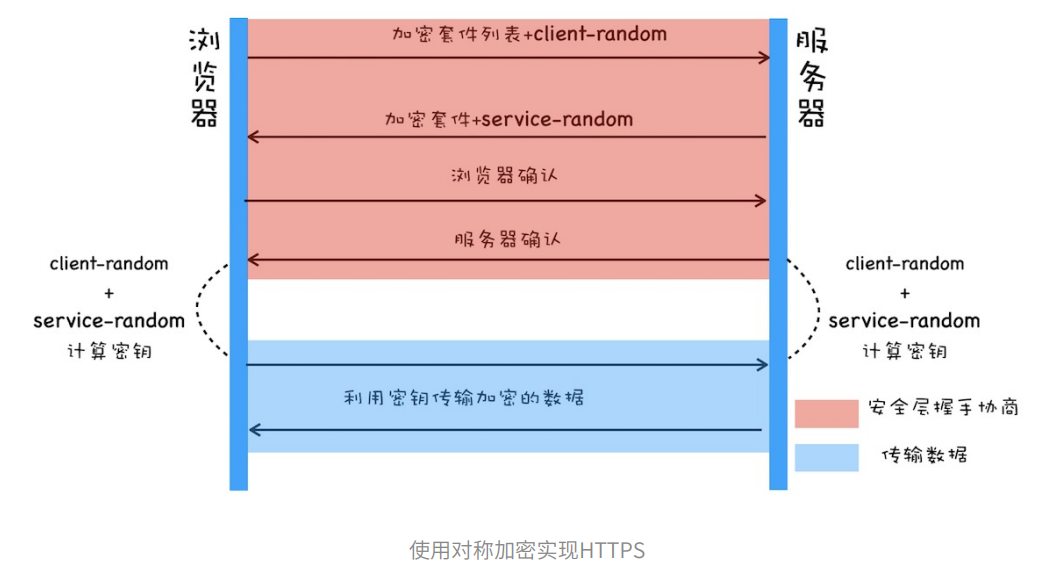 浏览器
服务器
加密套件列表+client-random
加密套件+service-random
浏览器确认
服务器确认
client-random
+
service-random
计算密钥
client-random
+
service-random
计算密钥
利用密钥传输加密的数据
安全层握手协商
传输数据
使用对称加密实现HTTPS